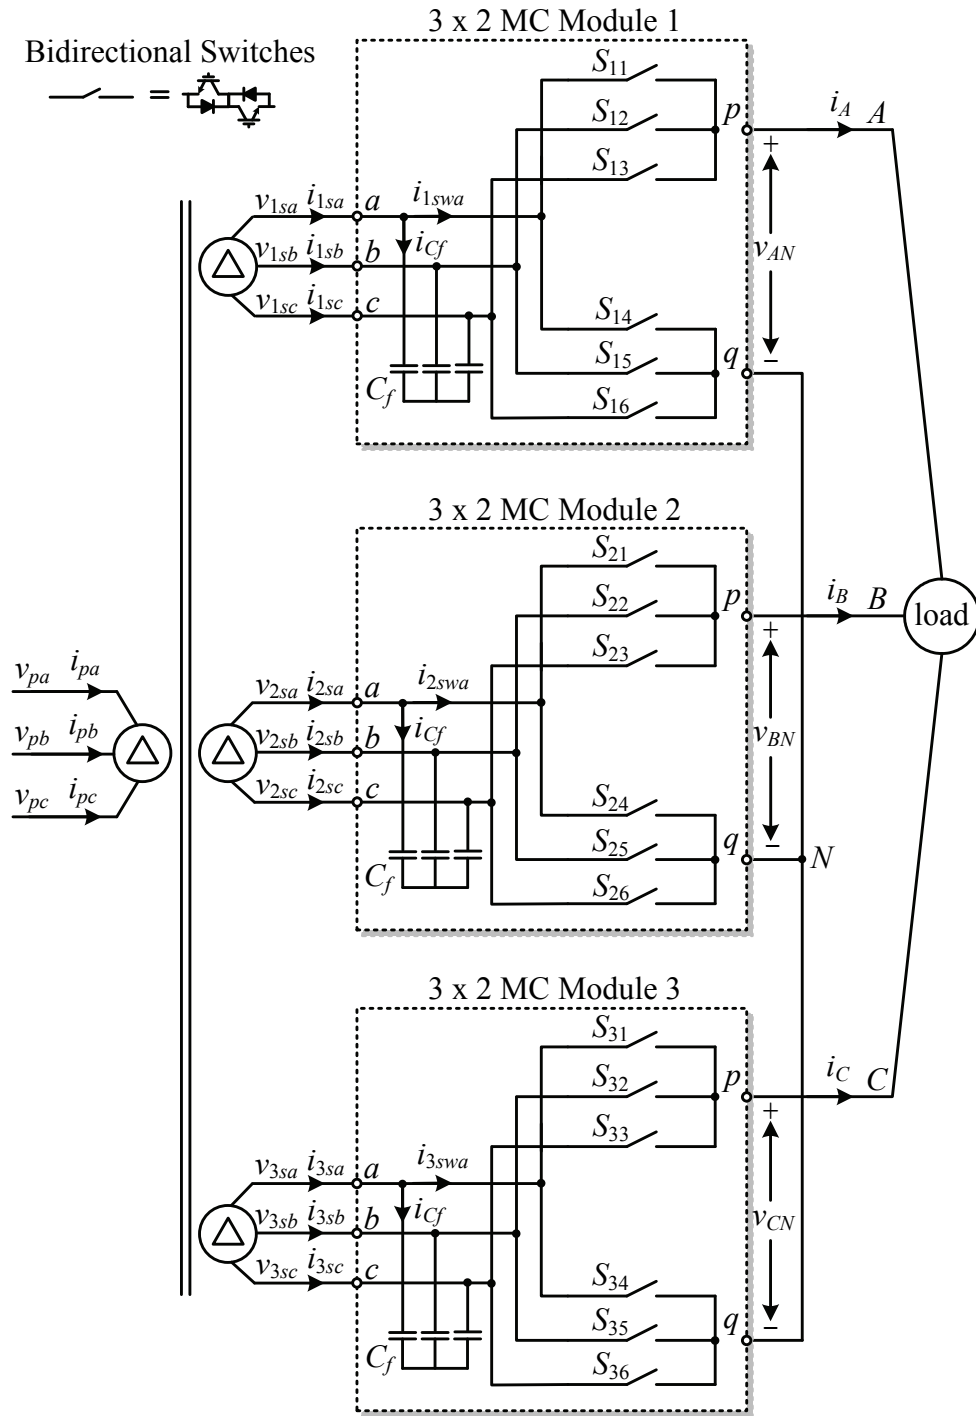 3 x 2 MC Module 1
Bidirectional Switches
=
S11
S12
S13
p
iA
A
+
vAN
−
v1sa i1sa a i1swa
iCf
v1sb i1sb b
v1sc i1sc c
Cf
S14
S15
S16
q
3 x 2 MC Module 2
S21
S22
S23
p
iB
B
load
+
vBN
−
vpa ipa
vpb ipb
vpc ipc
v2sa i2sa a i2swa
iCf
v2sb i2sb b
v2sc i2sc c
Cf
S24
S25
S26
q
N
3 x 2 MC Module 3
S31
S32
S33
p
iC
C
+
vCN
−
v3sa i3sa a i3swa
iCf
v3sb i3sb b
v3sc i3sc c
Cf
S34
S35
S36
q